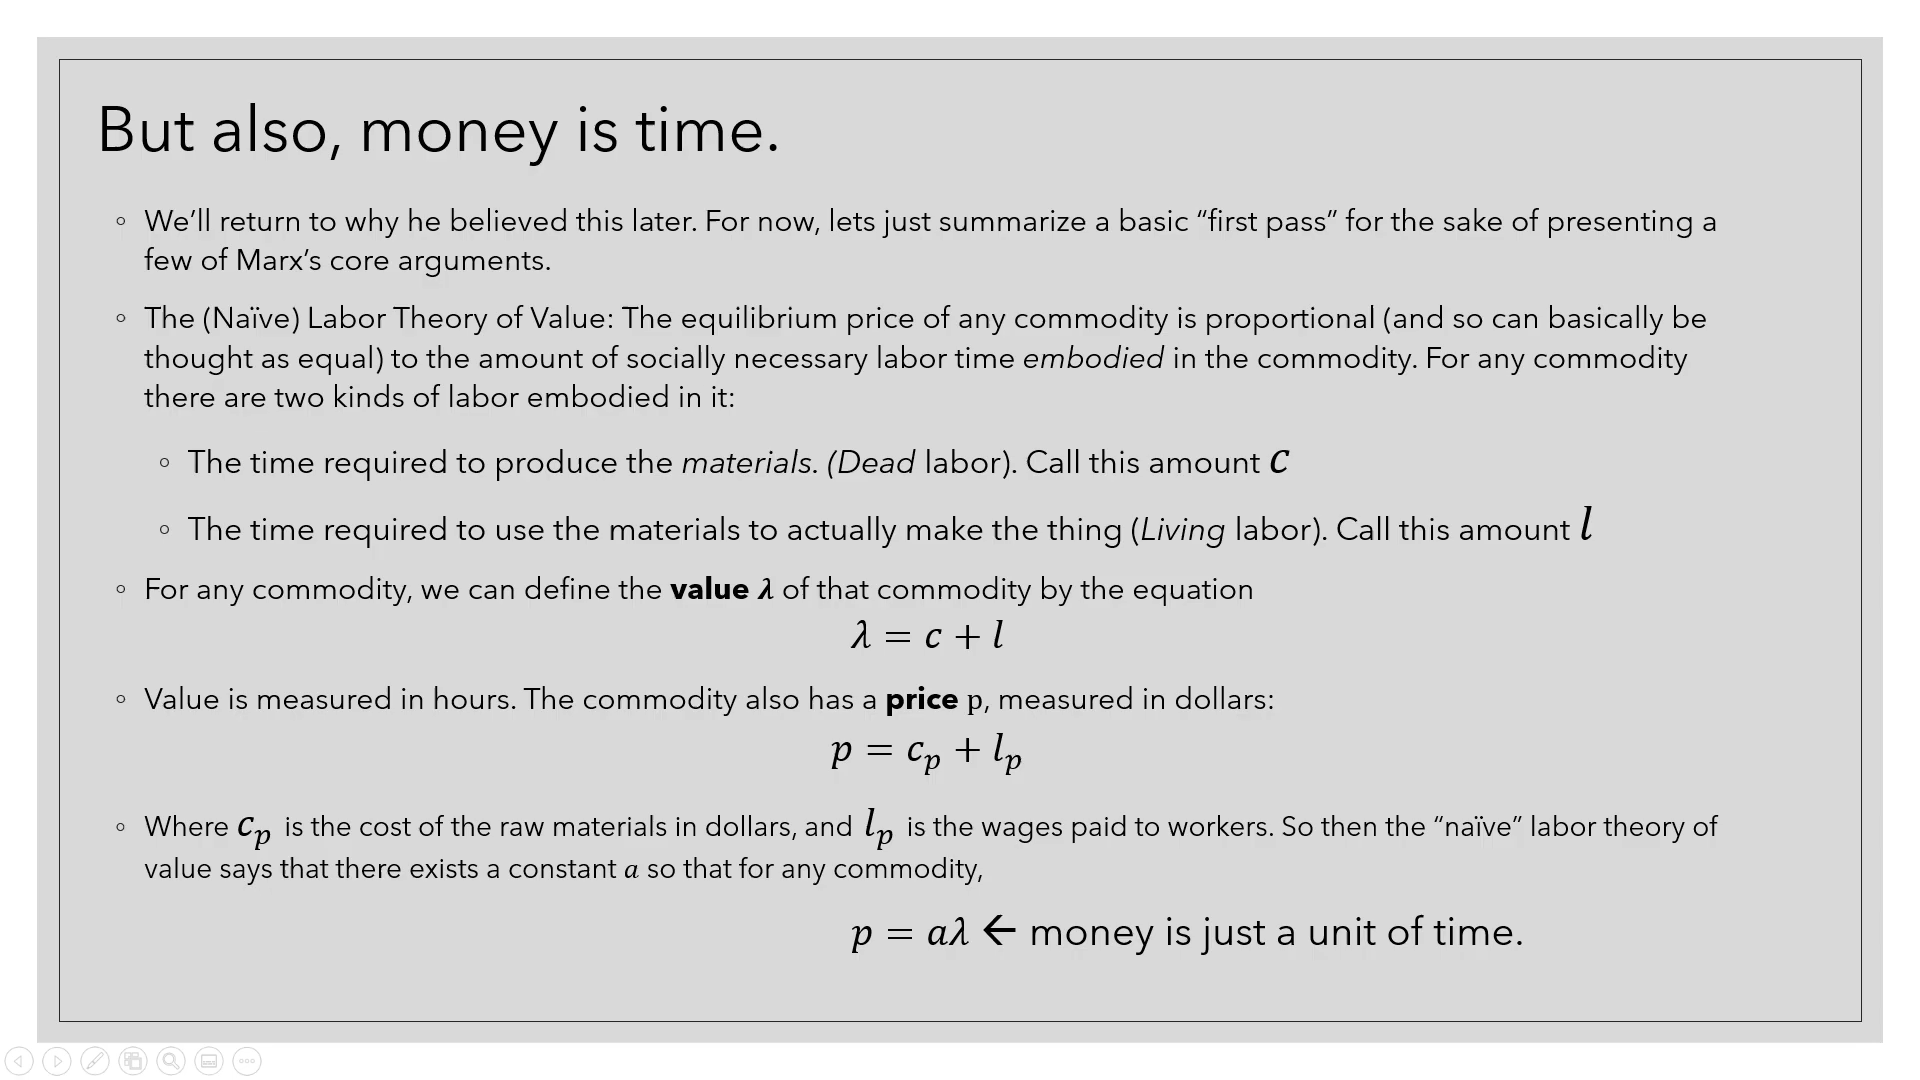 But also, money is time.
◦ We’ll return to why he believed this later. For now, lets just summarize a basic “first pass” for the sake of presenting a
few of Marx’s core arguments.
◦ The (Naïve) Labor Theory of Value: The equilibrium price of any commodity is proportional (and so can basically be
thought as equal) to the amount of socially necessary labor time embodied in the commodity. For any commodity
there are two kinds of labor embodied in it:
◦ The time required to produce the materials. (Dead labor). Call this amount c
◦ The time required to use the materials to actually make the thing (Living labor). Call this amount l
◦ For any commodity, we can define the value λ of that commodity by the equation
λ = c + l
◦ Value is measured in hours. The commodity also has a price p, measured in dollars:
p = cₚ + lₚ
◦ Where cₚ is the cost of the raw materials in dollars, and lₚ is the wages paid to workers. So then the “naïve” labor theory of
value says that there exists a constant a so that for any commodity,
p = aλ ← money is just a unit of time.